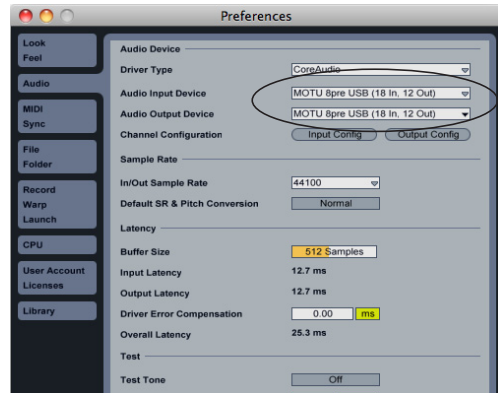 Preferences
Look
Feel
Audio
MIDI
Sync
File
Folder
Record
Warp
Launch
CPU
User Account
Licenses
Library
Audio Device
Driver Type CoreAudio
Audio Input Device MOTU 8pre USB (18 In, 12 Out)
Audio Output Device MOTU 8pre USB (18 In, 12 Out)
Channel Configuration Input Config Output Config
Sample Rate
In/Out Sample Rate 44100
Default SR & Pitch Conversion Normal
Latency
Buffer Size 512 Samples
Input Latency 12.7 ms
Output Latency 12.7 ms
Driver Error Compensation 0.00 ms
Overall Latency 25.3 ms
Test
Test Tone Off